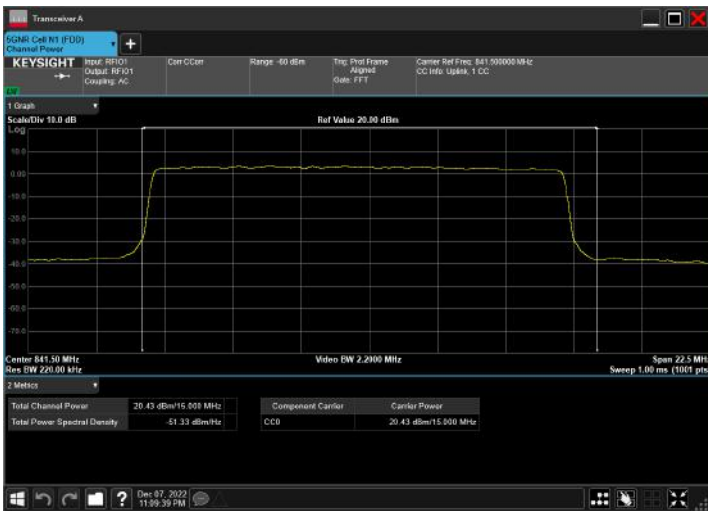 Transceiver A
5GNR Cell N1 (FDD)
Channel Power
KEYSIGHT
Input: RFIO1
Output: RFIO1
Coupling: AC
Corr CCorr
Range: -60 dBm
Trig: Prot Frame
Aligned
Gate: FFT
Carrier Ref Freq: 841.500000 MHz
CC Info: Uplink, 1 CC
1 Graph
Scale/Div 10.0 dB
Ref Value 20.00 dBm
Log
10.0
0.00
-10.0
-20.0
-30.0
-40.0
-50.0
-60.0
-70.0
Center 841.50 MHz
Video BW 2.2000 MHz
Span 22.5 MHz
Res BW 220.00 kHz
Sweep 1.00 ms (1001 pts
2 Metrics
Total Channel Power 20.43 dBm/15.000 MHz
Total Power Spectral Density -51.33 dBm/Hz
Component Carrier Carrier Power
CC0 20.43 dBm/15.000 MHz
?
Dec 07, 2022
11:09:39 PM